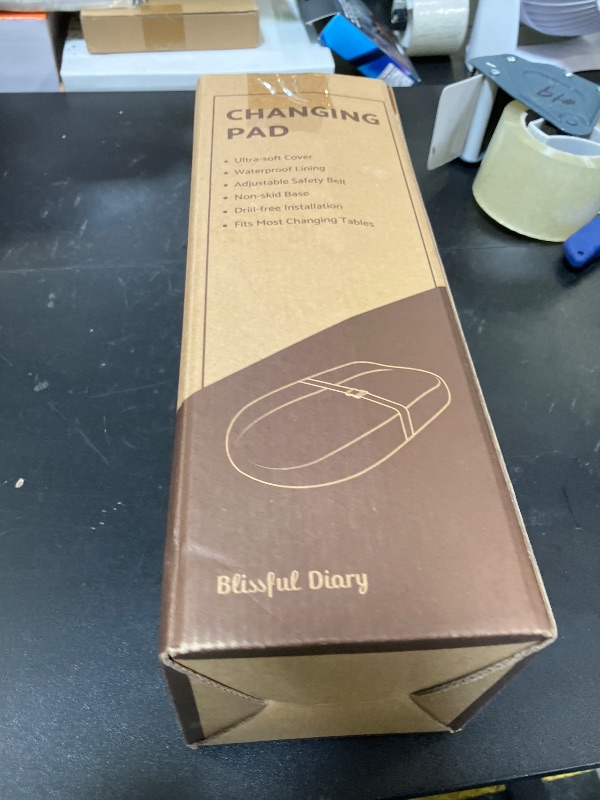 CHANGING
PAD
• Ultra-soft Cover
• Waterproof Lining
• Adjustable Safety Belt
• Non-skid Base
• Drill-free Installation
• Fits Most Changing Tables
Blissful Diary